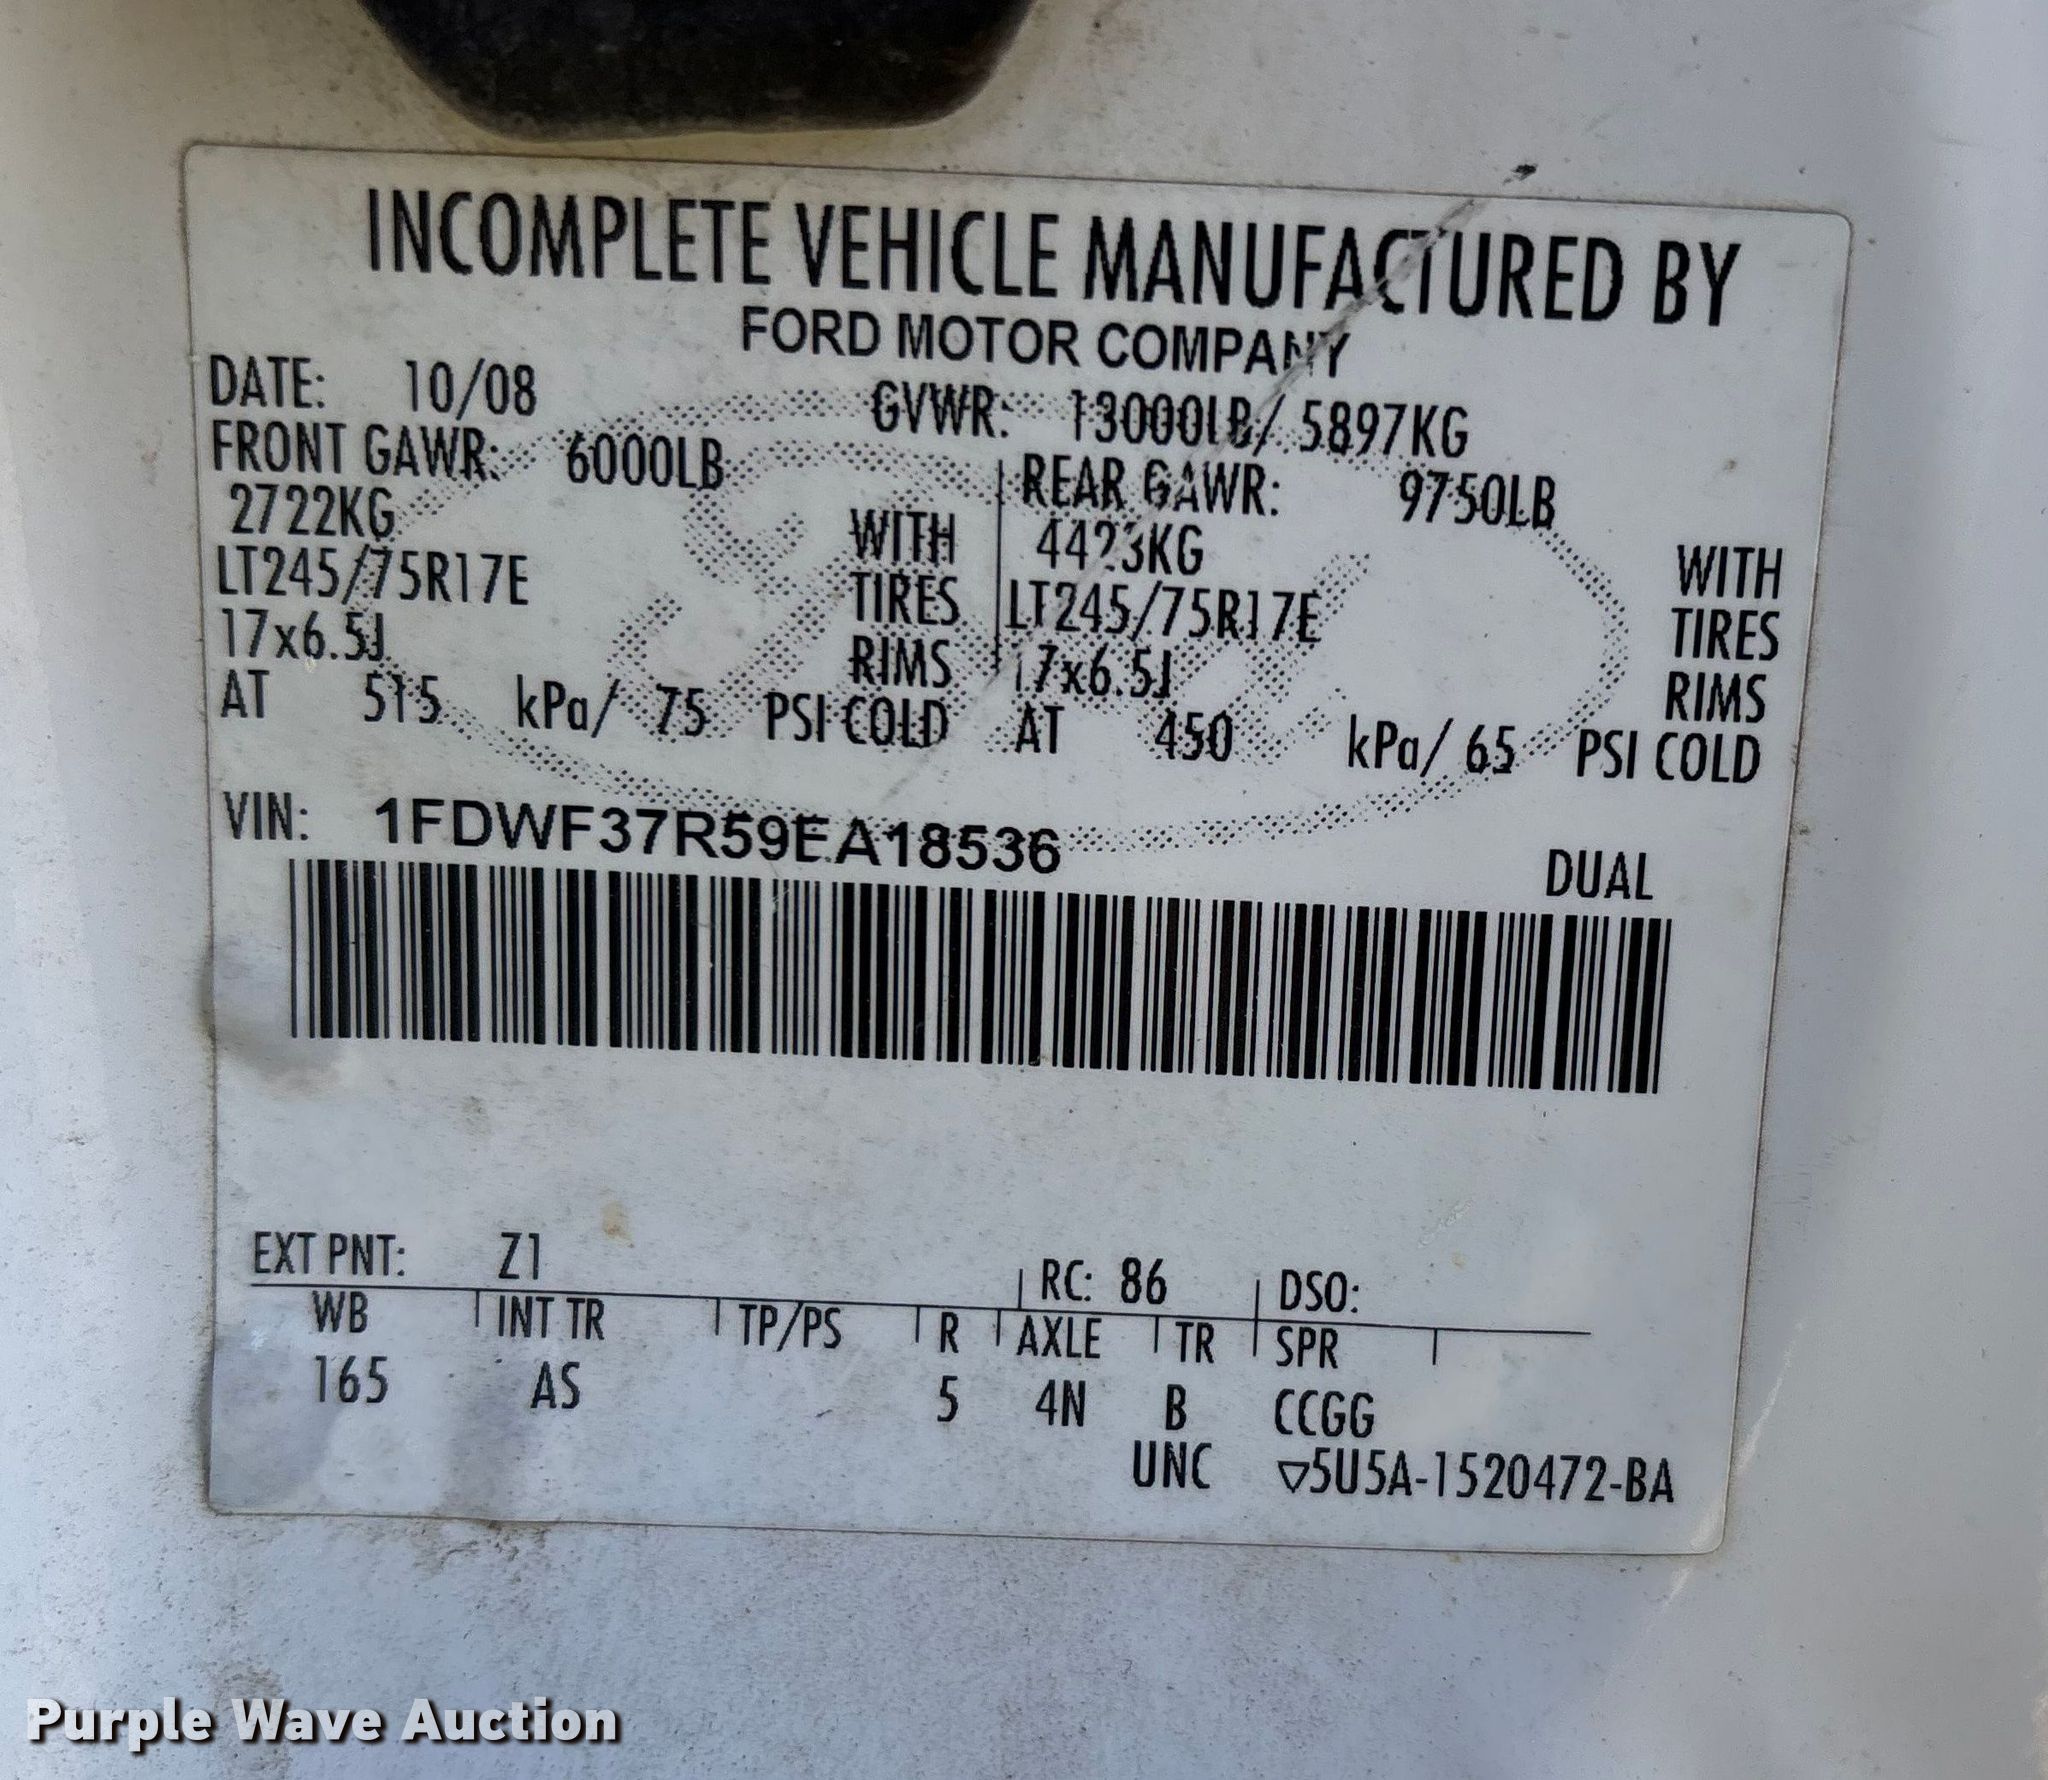 INCOMPLETE VEHICLE MANUFACTURED BY
FORD MOTOR COMPANY
DATE: 10/08 GVWR: 13000LB/ 5897KG
FRONT GAWR: 6000LB REAR GAWR: 9750LB
2722KG WITH 4423KG WITH
LT245/75R17E TIRES LT245/75R17E TIRES
17x6.5J RIMS 17x6.5J RIMS
AT 515 kPa/ 75 PSI COLD AT 450 kPa/ 65 PSI COLD
VIN: 1FDWF37R59EA18536
DUAL
EXT PNT: Z1 RC: 86 DSO:
WB INT TR TP/PS R AXLE TR SPR
165 AS 5 4N B CCGG
UNC ▽5U5A-1520472-BA
Purple Wave Auction